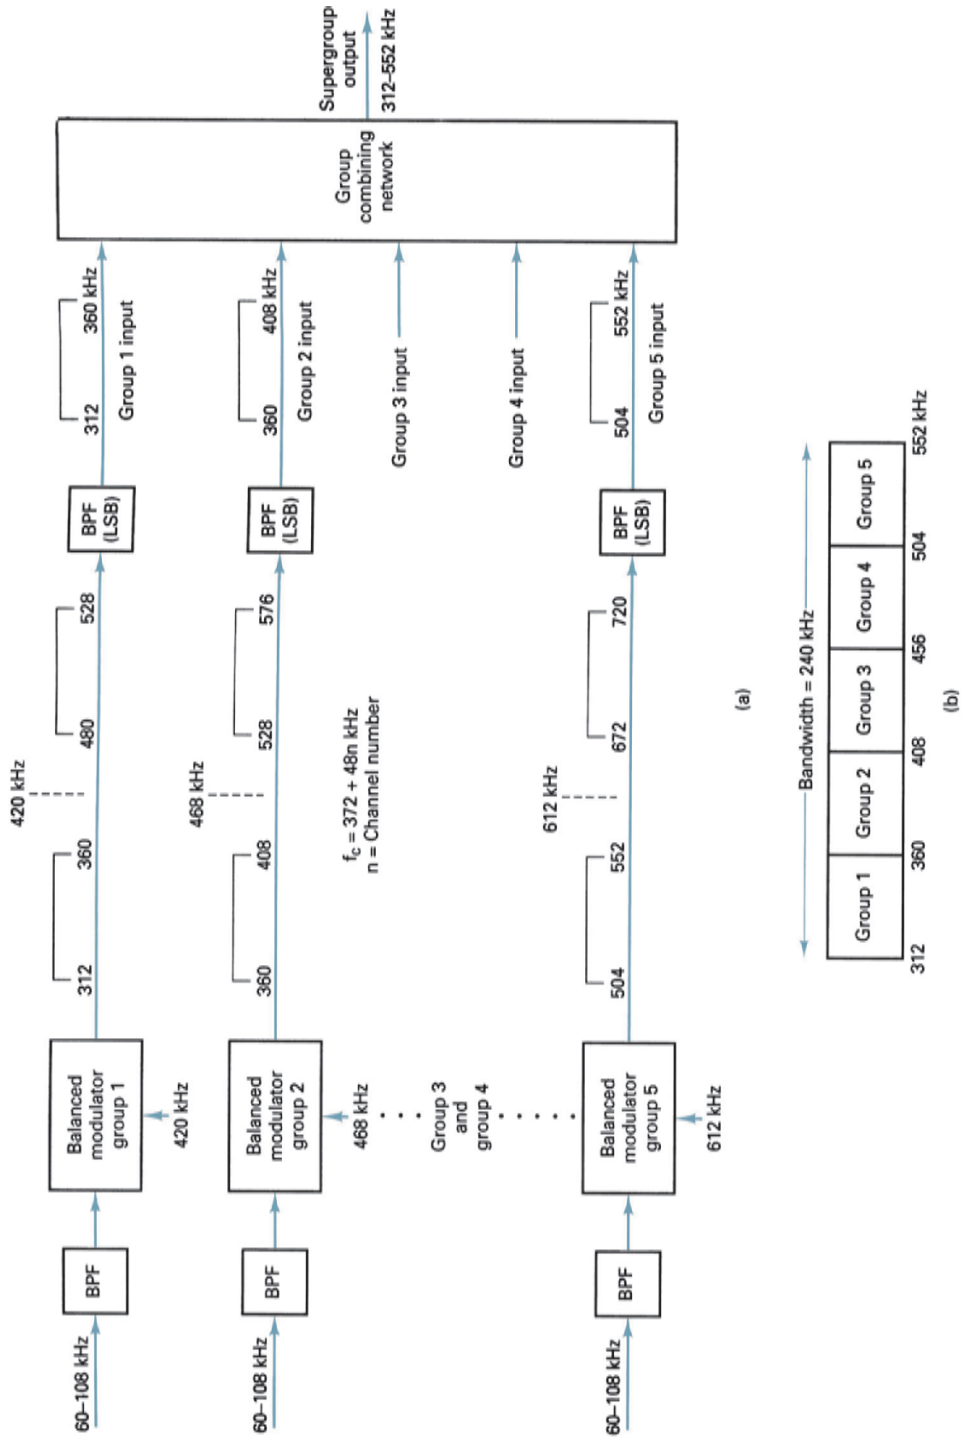 60–108 kHz
BPF
Balanced
modulator
group 1
420 kHz
312
360
420 kHz
480
528
BPF
(LSB)
312
360 kHz
Group 1 input
60–108 kHz
BPF
Balanced
modulator
group 2
468 kHz
360
408
468 kHz
528
576
BPF
(LSB)
360
408 kHz
Group 2 input
Group 3
and
group 4
fc = 372 + 48n kHz
n = Channel number
Group 3 input
Group 4 input
60–108 kHz
BPF
Balanced
modulator
group 5
612 kHz
504
552
612 kHz
672
720
BPF
(LSB)
504
552 kHz
Group 5 input
Group
combining
network
Supergroup
output
312–552 kHz
(a)
Bandwidth = 240 kHz
Group 1
Group 2
Group 3
Group 4
Group 5
312
360
408
456
504
552 kHz
(b)